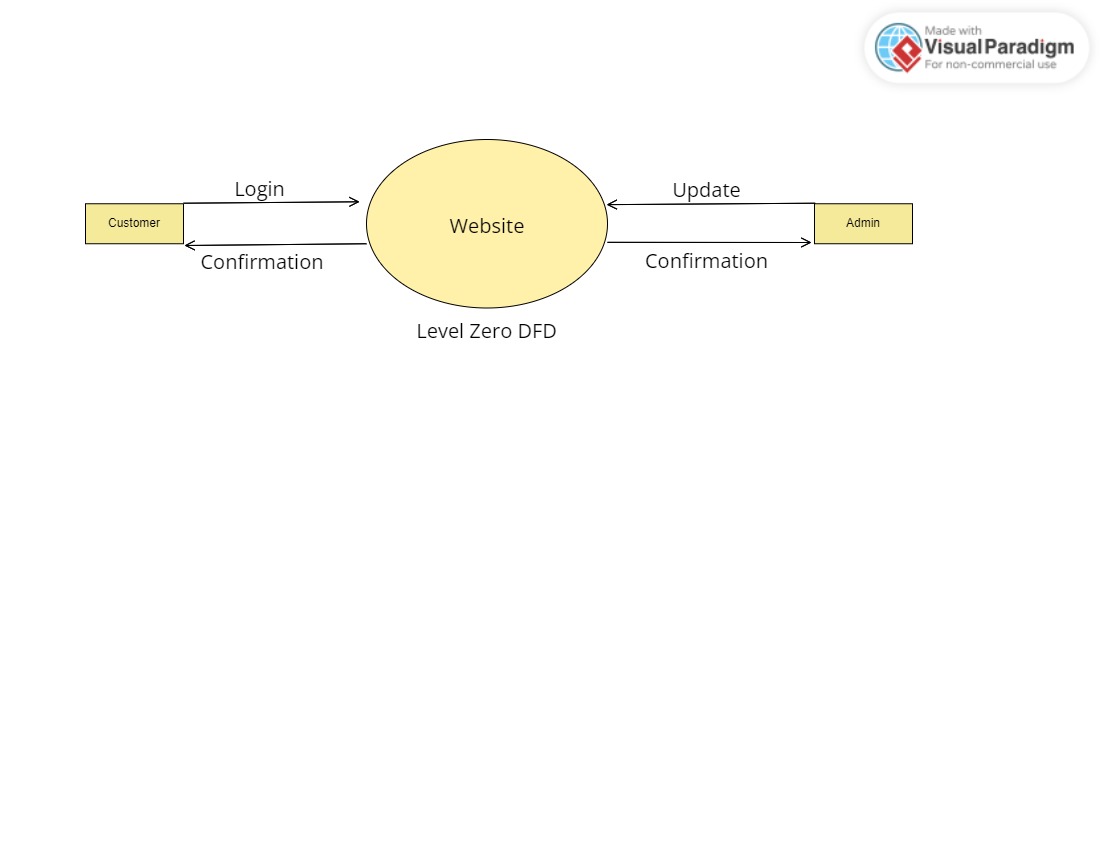 Made with
Visual Paradigm
For non-commercial use
Login
Update
Customer
Website
Admin
Confirmation
Confirmation
Level Zero DFD